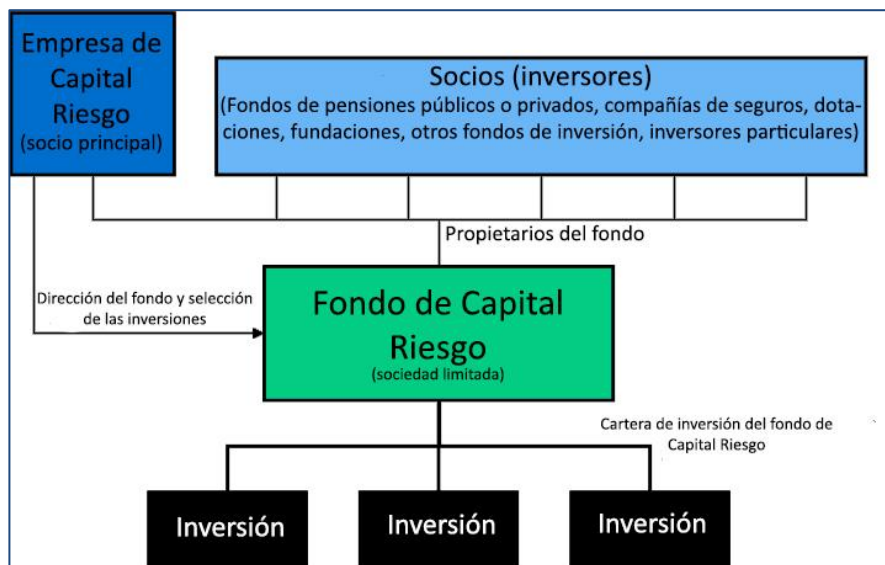 Empresa de
Capital
Riesgo
(socio principal)
Socios (inversores)
(Fondos de pensiones públicos o privados, compañías de seguros, dota-
ciones, fundaciones, otros fondos de inversión, inversores particulares)
Propietarios del fondo
Dirección del fondo y selección
de las inversiones
Fondo de Capital
Riesgo
(sociedad limitada)
Cartera de inversión del fondo de
Capital Riesgo
Inversión
Inversión
Inversión